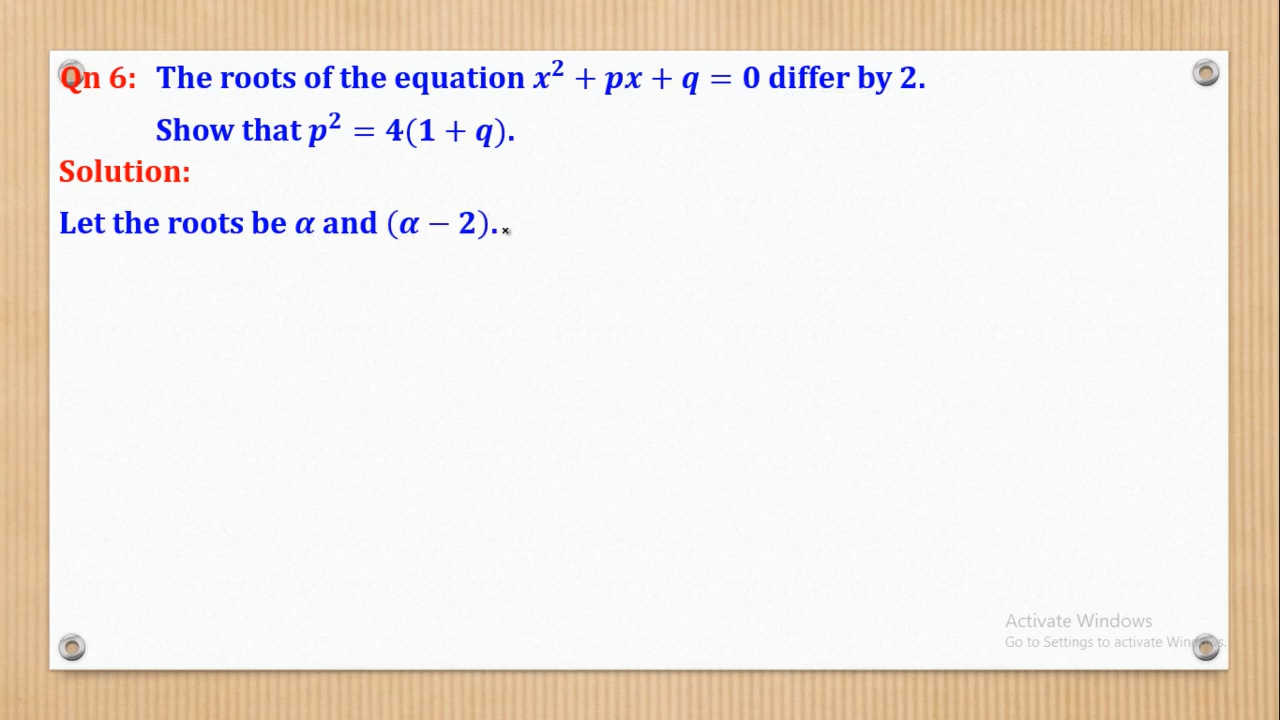 Qn 6: The roots of the equation x² + px + q = 0 differ by 2.
Show that p² = 4(1 + q).
Solution:
Let the roots be α and (α − 2).
Activate Windows
Go to Settings to activate Windows.